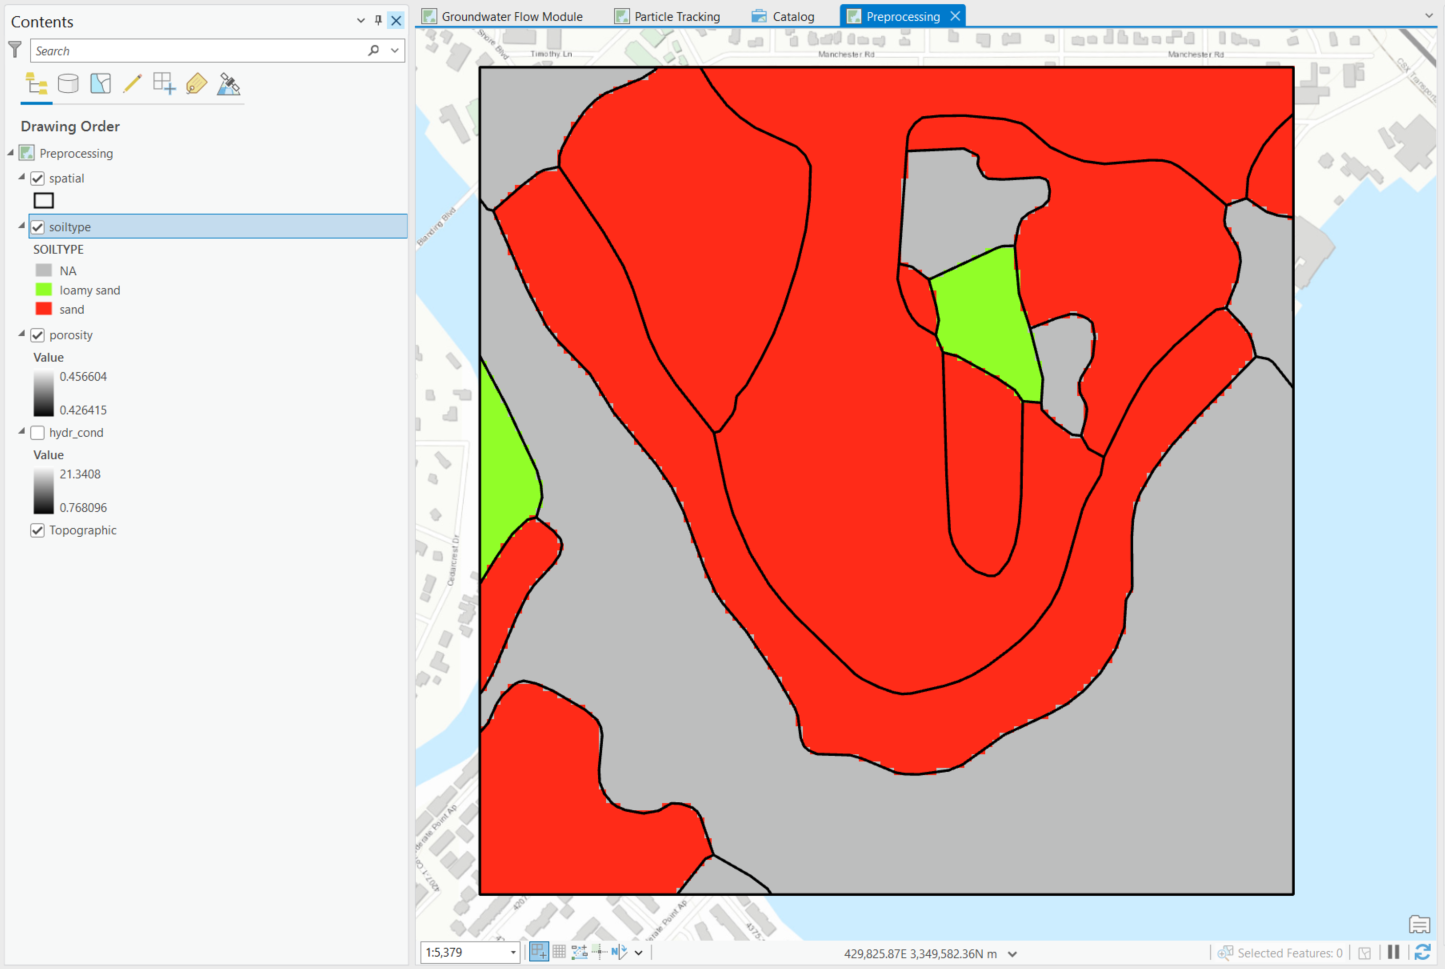 Contents
Search
Drawing Order
Preprocessing
spatial
soiltype
SOILTYPE
NA
loamy sand
sand
porosity
Value
0.456604
0.426415
hydr_cond
Value
21.3408
0.768096
Topographic
Groundwater Flow Module
Particle Tracking
Catalog
Preprocessing
Timothy Ln
Manchester Rd
Manchester Rd
Blanding Blvd
Cedarcrest Dr
1:5,379
429,825.87E 3,349,582.36N m
Selected Features: 0